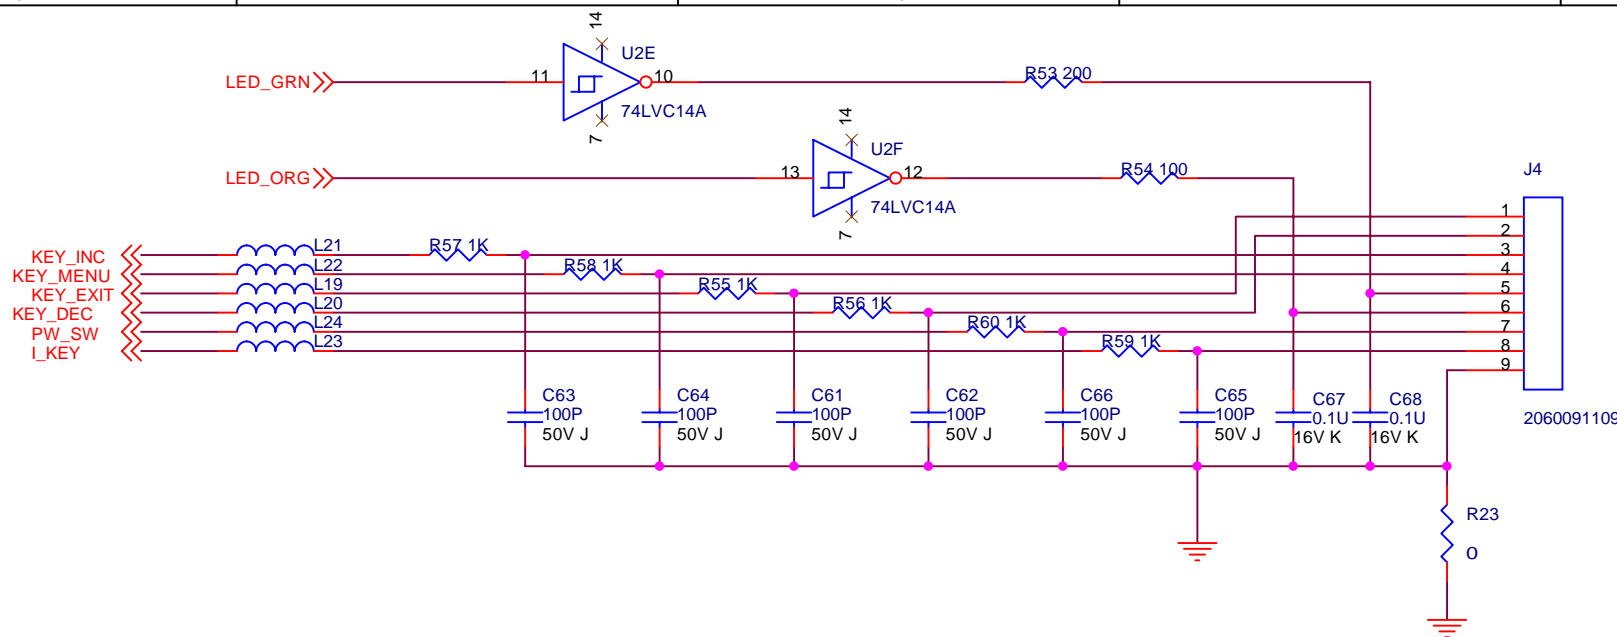 14
U2E
LED_GRN
11
10
R53 200
74LVC14A
7
14
U2F
LED_ORG
13
12
R54 100
J4
74LVC14A
7
1
2
3
4
5
6
7
8
9
KEY_INC
L21
R57 1K
KEY_MENU
L22
R58 1K
KEY_EXIT
L19
R55 1K
KEY_DEC
L20
R56 1K
PW_SW
L24
R60 1K
I_KEY
L23
R59 1K
C63
100P
50V J
C64
100P
50V J
C61
100P
50V J
C62
100P
50V J
C66
100P
50V J
C65
100P
50V J
C67
0.1U
16V K
C68
0.1U
16V K
2060091109
R23
0